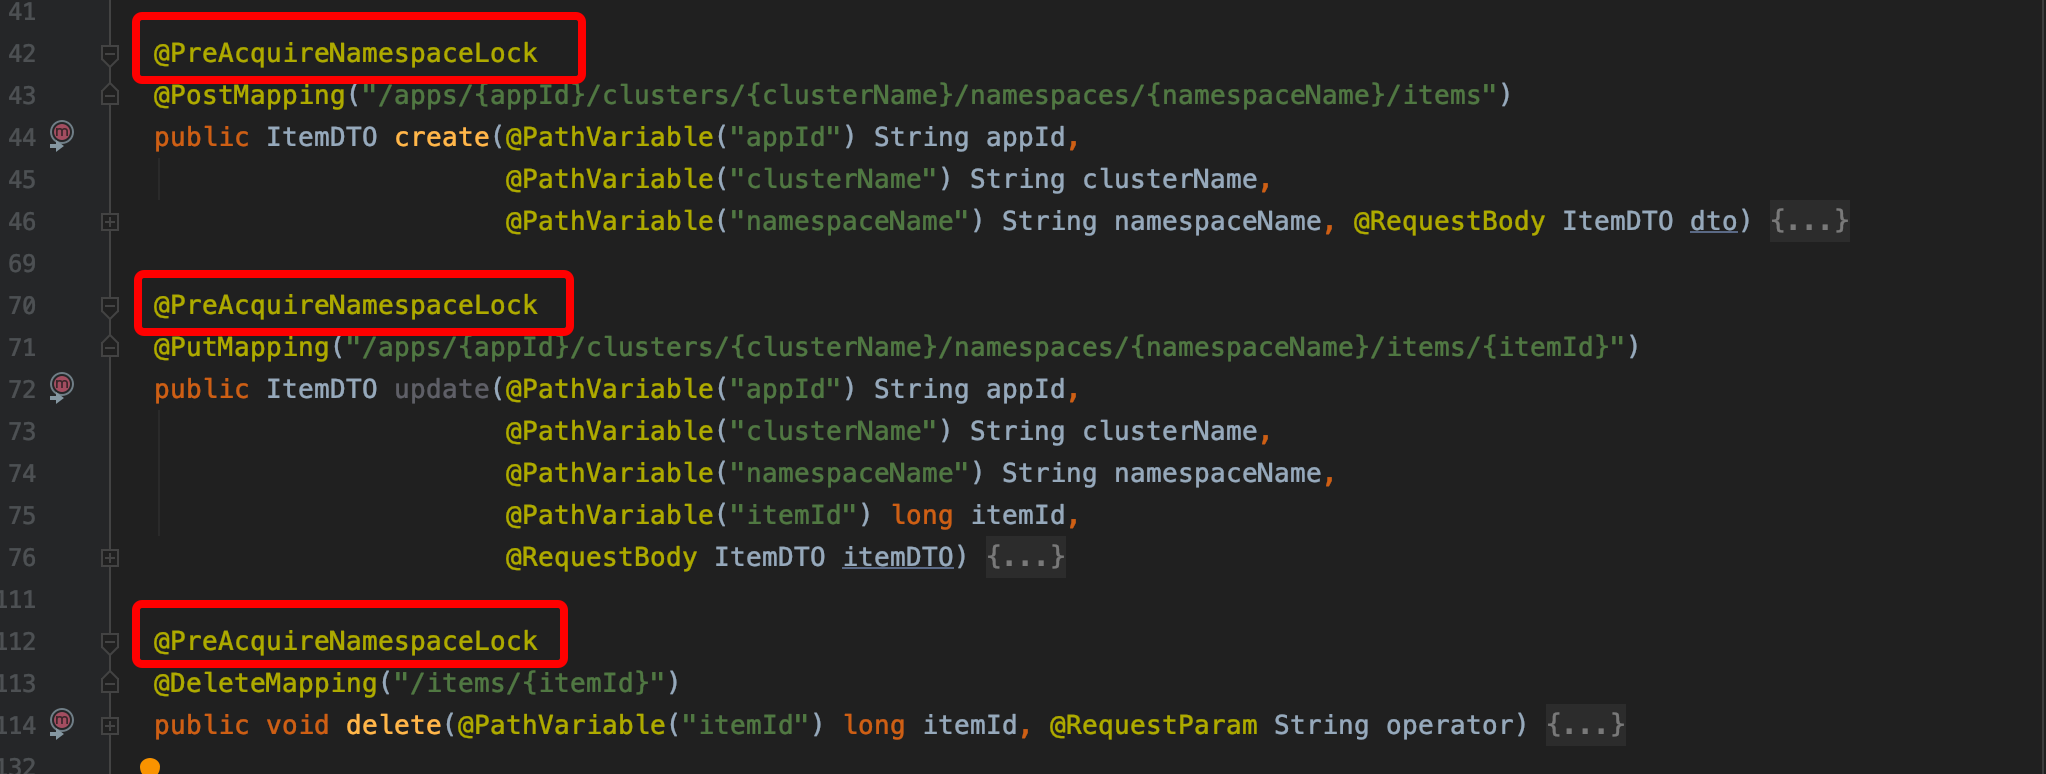 41
42 @PreAcquireNamespaceLock
43 @PostMapping("/apps/{appId}/clusters/{clusterName}/namespaces/{namespaceName}/items")
44 public ItemDTO create(@PathVariable("appId") String appId,
45 @PathVariable("clusterName") String clusterName,
46 @PathVariable("namespaceName") String namespaceName, @RequestBody ItemDTO dto) {...}
69
70 @PreAcquireNamespaceLock
71 @PutMapping("/apps/{appId}/clusters/{clusterName}/namespaces/{namespaceName}/items/{itemId}")
72 public ItemDTO update(@PathVariable("appId") String appId,
73 @PathVariable("clusterName") String clusterName,
74 @PathVariable("namespaceName") String namespaceName,
75 @PathVariable("itemId") long itemId,
76 @RequestBody ItemDTO itemDTO) {...}
111
112 @PreAcquireNamespaceLock
113 @DeleteMapping("/items/{itemId}")
114 public void delete(@PathVariable("itemId") long itemId, @RequestParam String operator) {...}
132